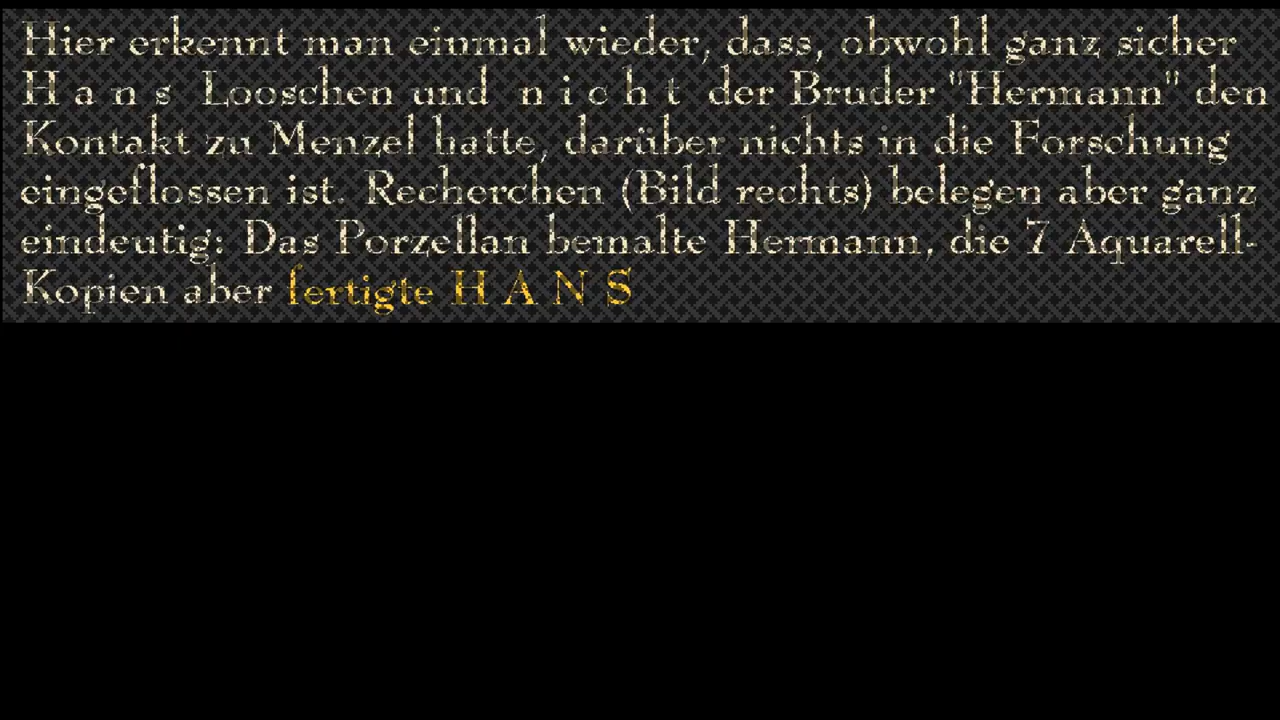 Hier erkennt man einmal wieder, dass, obwohl ganz sicher
H a n s Looschen und n i c h t der Bruder "Hermann" den
Kontakt zu Menzel hatte, darüber nichts in die Forschung
eingeflossen ist. Recherchen (Bild rechts) belegen aber ganz
eindeutig: Das Porzellan bemalte Hermann, die 7 Aquarell-
Kopien aber fertigte H A N S